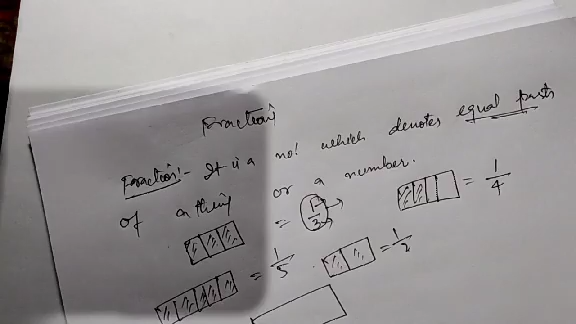 Fraction
Fraction:- It is a no! which denotes equal parts
of a thing or a number.
= 1/3
= 1/4
= 1/5
= 1/2